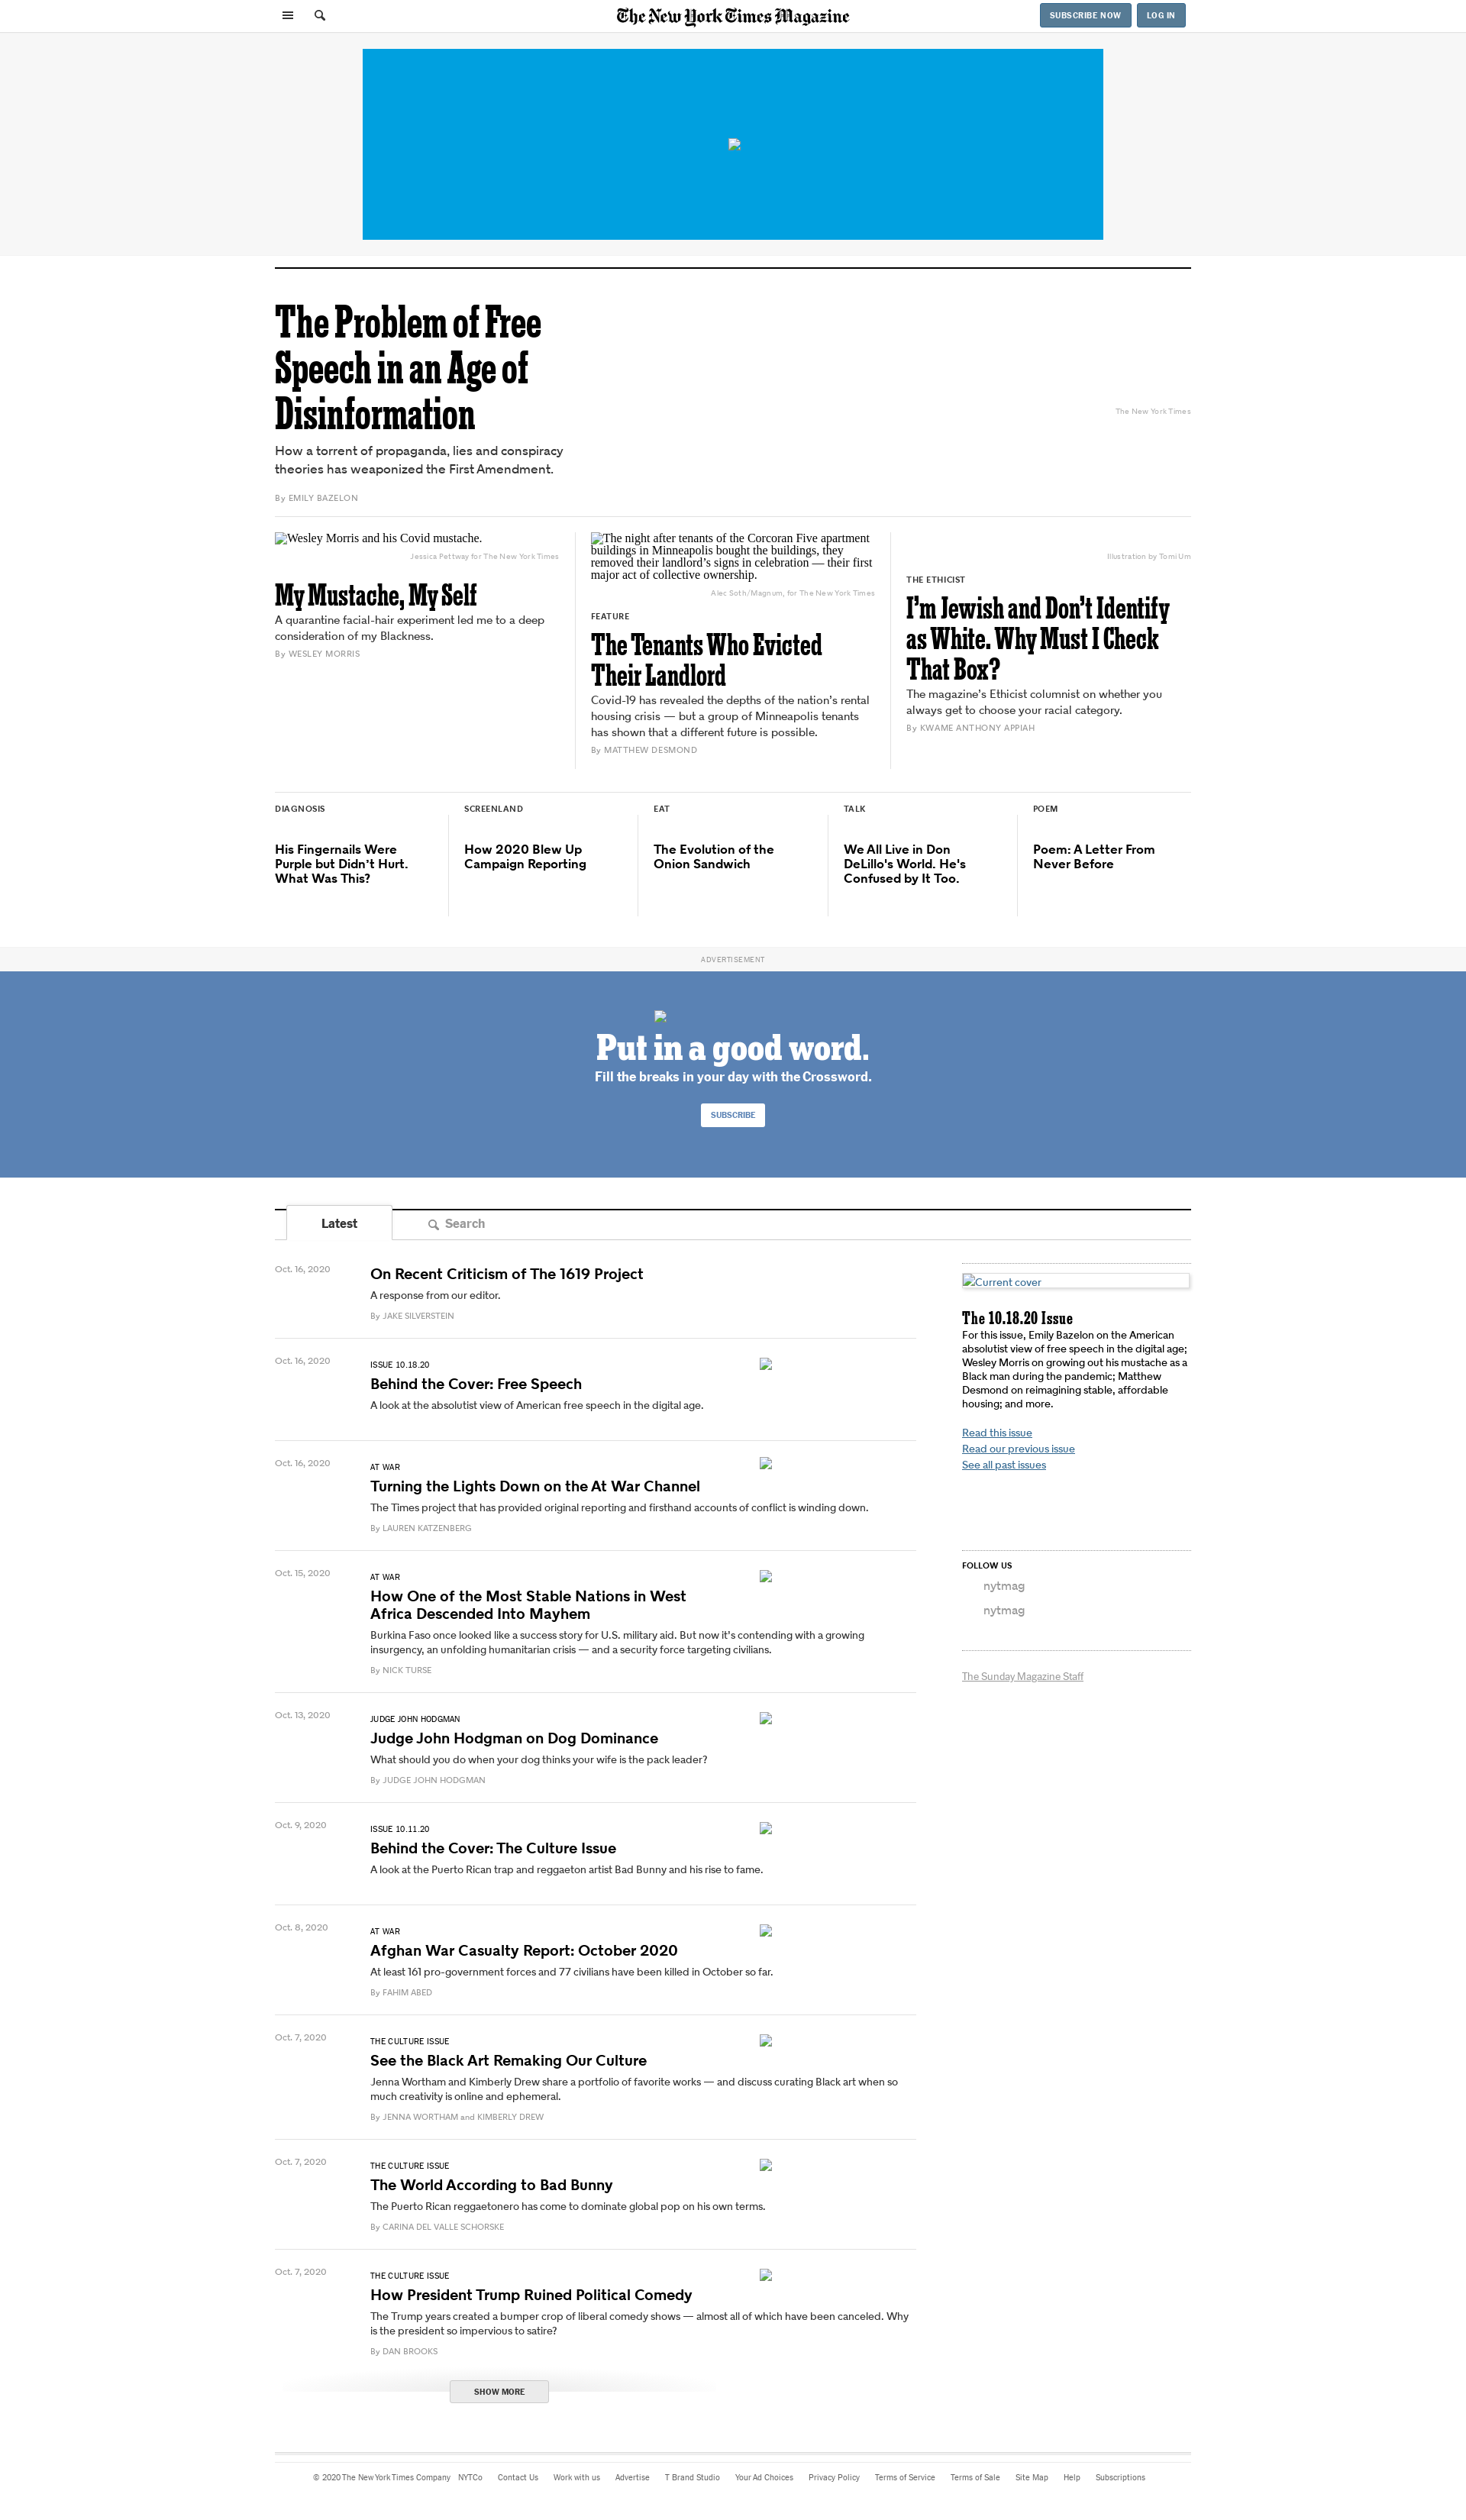 The New York Times Magazine
SUBSCRIBE NOW
LOG IN
The Problem of Free
Speech in an Age of
Disinformation
How a torrent of propaganda, lies and conspiracy
theories has weaponized the First Amendment.
By EMILY BAZELON
The New York Times
Wesley Morris and his Covid mustache.
Jessica Pettway for The New York Times
My Mustache, My Self
A quarantine facial-hair experiment led me to a deep
consideration of my Blackness.
By WESLEY MORRIS
The night after tenants of the Corcoran Five apartment
buildings in Minneapolis bought the buildings, they
removed their landlord’s signs in celebration — their first
major act of collective ownership.
Alec Soth/Magnum, for The New York Times
FEATURE
The Tenants Who Evicted
Their Landlord
Covid-19 has revealed the depths of the nation’s rental
housing crisis — but a group of Minneapolis tenants
has shown that a different future is possible.
By MATTHEW DESMOND
Illustration by Tomi Um
THE ETHICIST
I’m Jewish and Don’t Identify
as White. Why Must I Check
That Box?
The magazine’s Ethicist columnist on whether you
always get to choose your racial category.
By KWAME ANTHONY APPIAH
DIAGNOSIS
His Fingernails Were
Purple but Didn’t Hurt.
What Was This?
SCREENLAND
How 2020 Blew Up
Campaign Reporting
EAT
The Evolution of the
Onion Sandwich
TALK
We All Live in Don
DeLillo's World. He's
Confused by It Too.
POEM
Poem: A Letter From
Never Before
ADVERTISEMENT
Put in a good word.
Fill the breaks in your day with the Crossword.
SUBSCRIBE
Latest
Search
Oct. 16, 2020
On Recent Criticism of The 1619 Project
A response from our editor.
By JAKE SILVERSTEIN
Oct. 16, 2020
ISSUE 10.18.20
Behind the Cover: Free Speech
A look at the absolutist view of American free speech in the digital age.
Oct. 16, 2020
AT WAR
Turning the Lights Down on the At War Channel
The Times project that has provided original reporting and firsthand accounts of conflict is winding down.
By LAUREN KATZENBERG
Oct. 15, 2020
AT WAR
How One of the Most Stable Nations in West
Africa Descended Into Mayhem
Burkina Faso once looked like a success story for U.S. military aid. But now it’s contending with a growing
insurgency, an unfolding humanitarian crisis — and a security force targeting civilians.
By NICK TURSE
Oct. 13, 2020
JUDGE JOHN HODGMAN
Judge John Hodgman on Dog Dominance
What should you do when your dog thinks your wife is the pack leader?
By JUDGE JOHN HODGMAN
Oct. 9, 2020
ISSUE 10.11.20
Behind the Cover: The Culture Issue
A look at the Puerto Rican trap and reggaeton artist Bad Bunny and his rise to fame.
Oct. 8, 2020
AT WAR
Afghan War Casualty Report: October 2020
At least 161 pro-government forces and 77 civilians have been killed in October so far.
By FAHIM ABED
Oct. 7, 2020
THE CULTURE ISSUE
See the Black Art Remaking Our Culture
Jenna Wortham and Kimberly Drew share a portfolio of favorite works — and discuss curating Black art when so
much creativity is online and ephemeral.
By JENNA WORTHAM and KIMBERLY DREW
Oct. 7, 2020
THE CULTURE ISSUE
The World According to Bad Bunny
The Puerto Rican reggaetonero has come to dominate global pop on his own terms.
By CARINA DEL VALLE SCHORSKE
Oct. 7, 2020
THE CULTURE ISSUE
How President Trump Ruined Political Comedy
The Trump years created a bumper crop of liberal comedy shows — almost all of which have been canceled. Why
is the president so impervious to satire?
By DAN BROOKS
SHOW MORE
Current cover
The 10.18.20 Issue
For this issue, Emily Bazelon on the American
absolutist view of free speech in the digital age;
Wesley Morris on growing out his mustache as a
Black man during the pandemic; Matthew
Desmond on reimagining stable, affordable
housing; and more.
Read this issue
Read our previous issue
See all past issues
FOLLOW US
nytmag
nytmag
The Sunday Magazine Staff
© 2020 The New York Times Company NYTCo Contact Us Work with us Advertise T Brand Studio Your Ad Choices Privacy Policy Terms of Service Terms of Sale Site Map Help Subscriptions